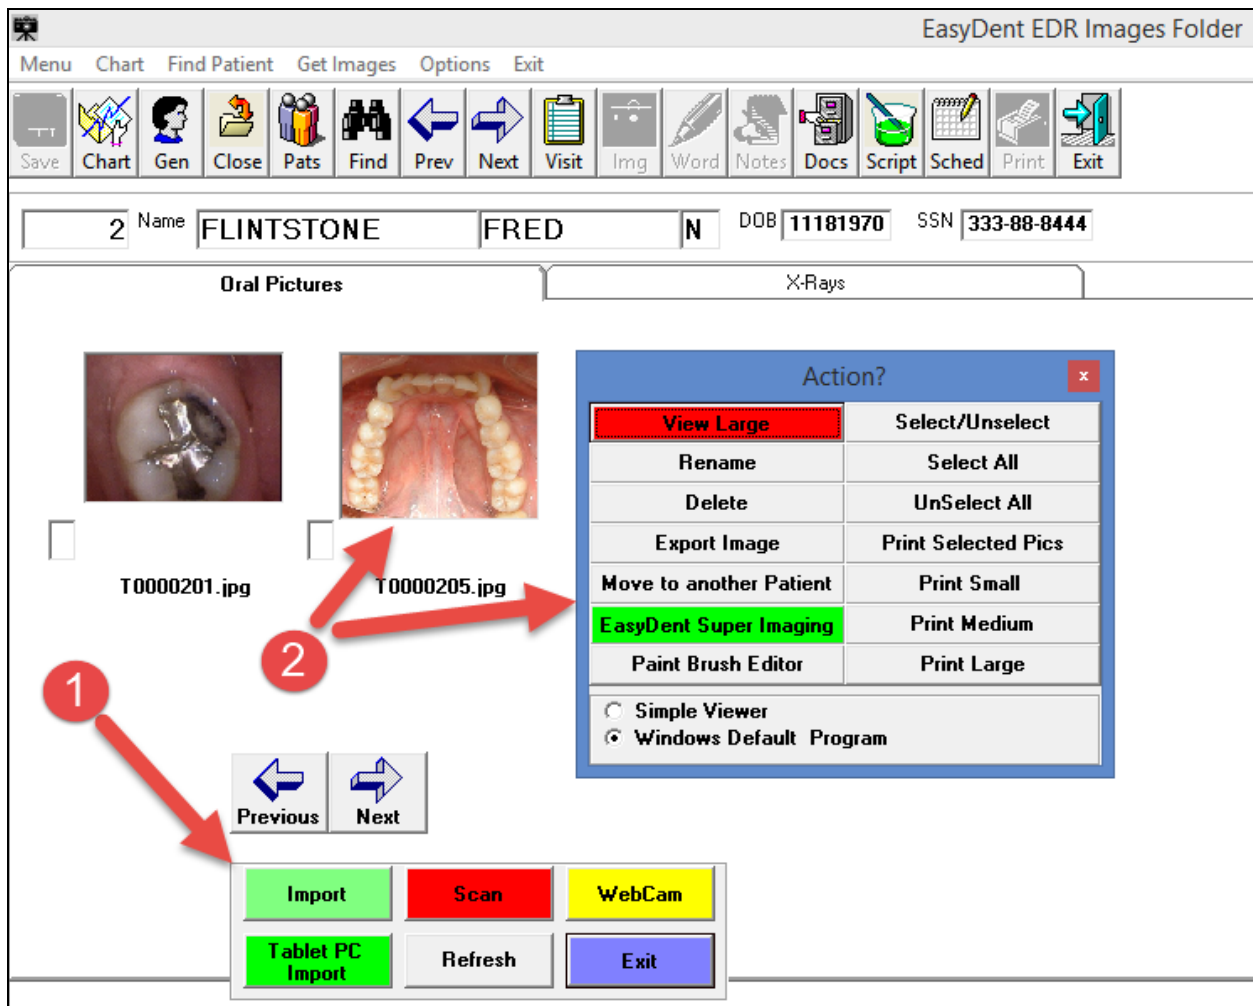 EasyDent EDR Images Folder
Menu Chart Find Patient Get Images Options Exit
Save Chart Gen Close Pats Find Prev Next Visit Img Word Notes Docs Script Sched Print Exit
2 Name FLINTSTONE FRED N DOB 11181970 SSN 333-88-8444
Oral Pictures X-Rays
Action? x
View Large Select/Unselect
Rename Select All
Delete UnSelect All
Export Image Print Selected Pics
Move to another Patient Print Small
EasyDent Super Imaging Print Medium
Paint Brush Editor Print Large
Simple Viewer
Windows Default Program
T0000201.jpg T0000205.jpg
2
1
Previous Next
Import Scan WebCam
Tablet PC
Import Refresh Exit